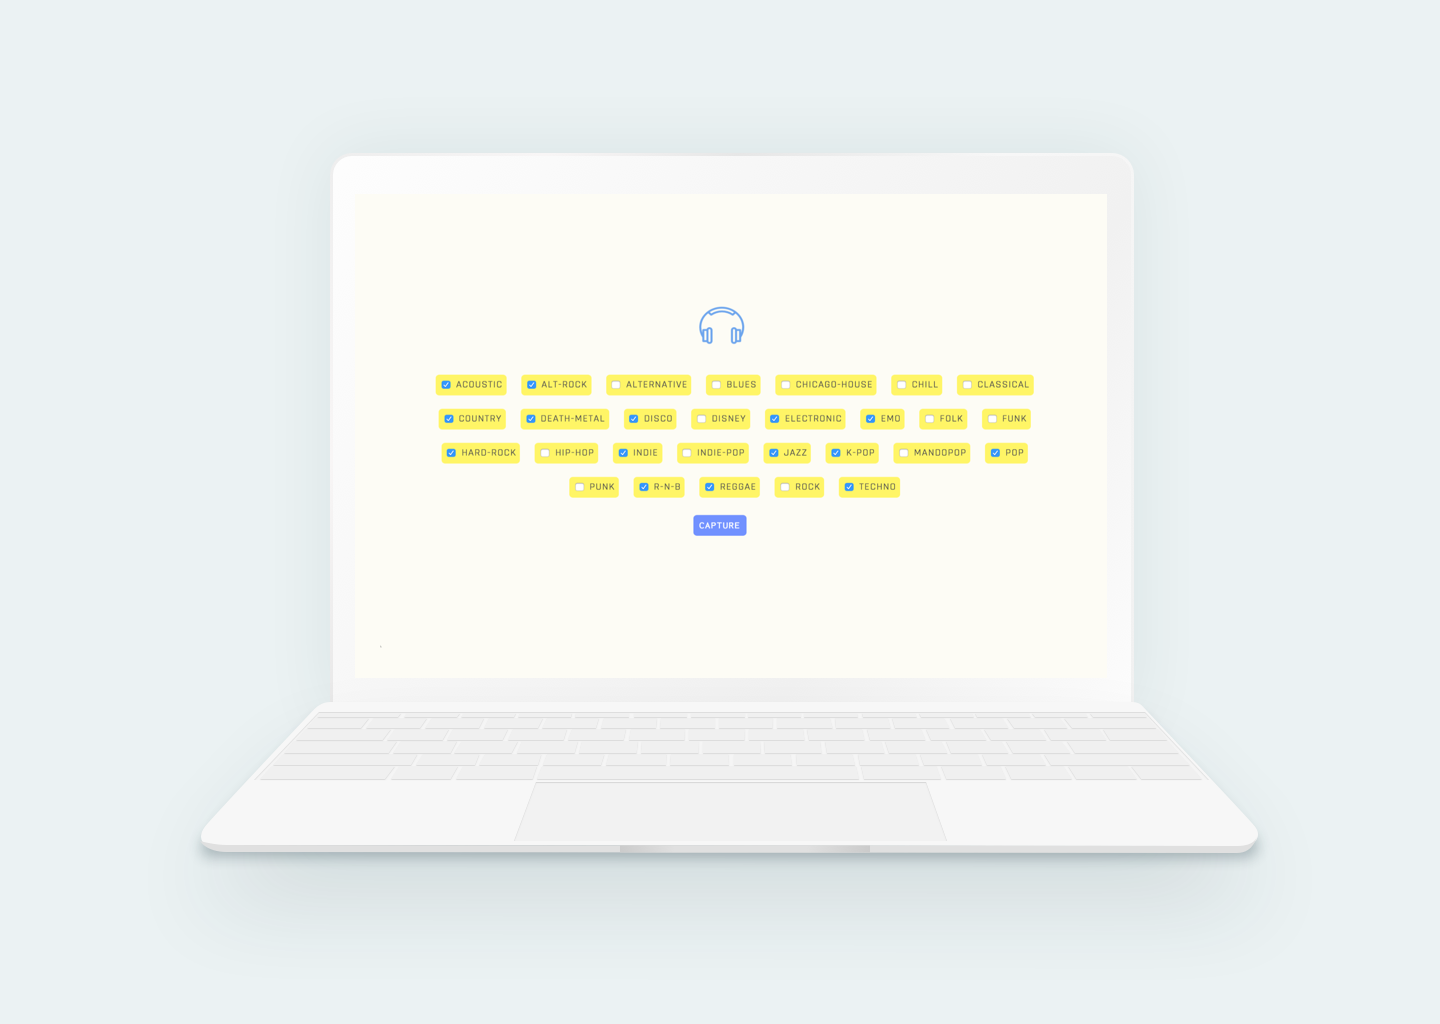 ACOUSTIC ALT-ROCK ALTERNATIVE BLUES CHICAGO-HOUSE CHILL CLASSICAL
COUNTRY DEATH-METAL DISCO DISNEY ELECTRONIC EMO FOLK FUNK
HARD-ROCK HIP-HOP INDIE INDIE-POP JAZZ K-POP MANDOPOP POP
PUNK R-N-B REGGAE ROCK TECHNO
CAPTURE